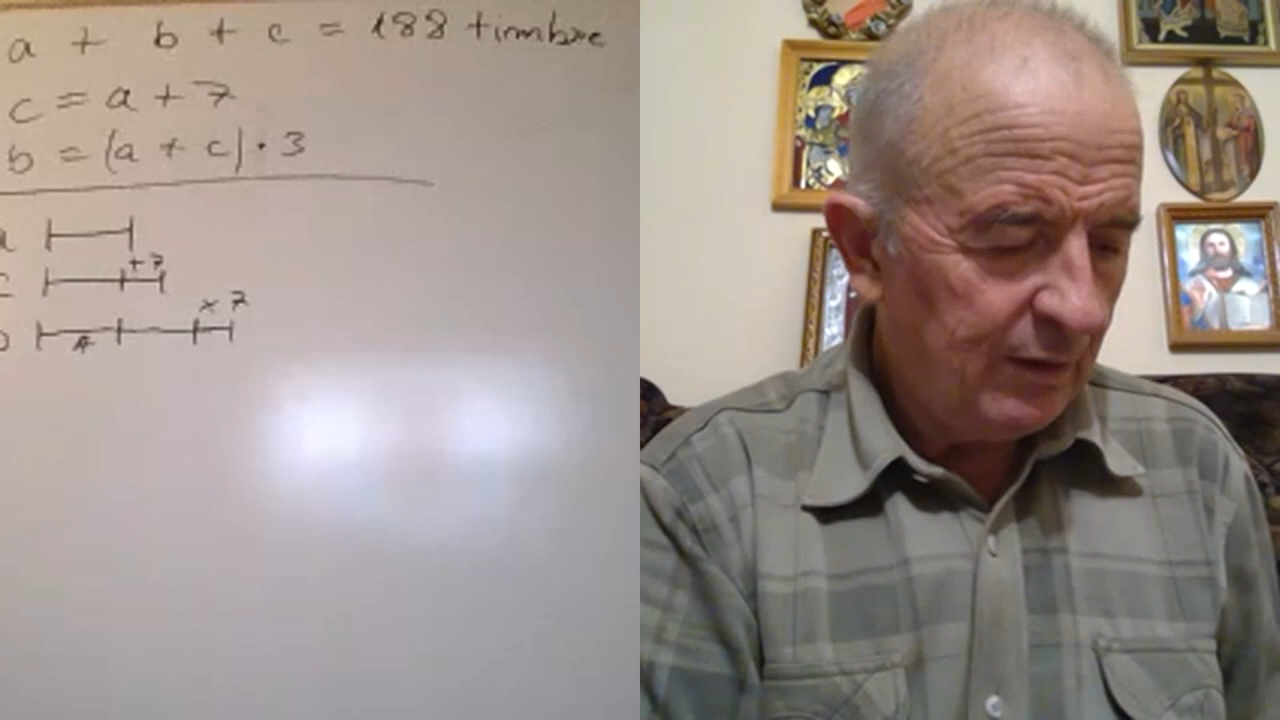 a + b + c = 188 timbre
c = a + 7
b = (a + c) · 3
a
+ 7
c
x 7
b
a